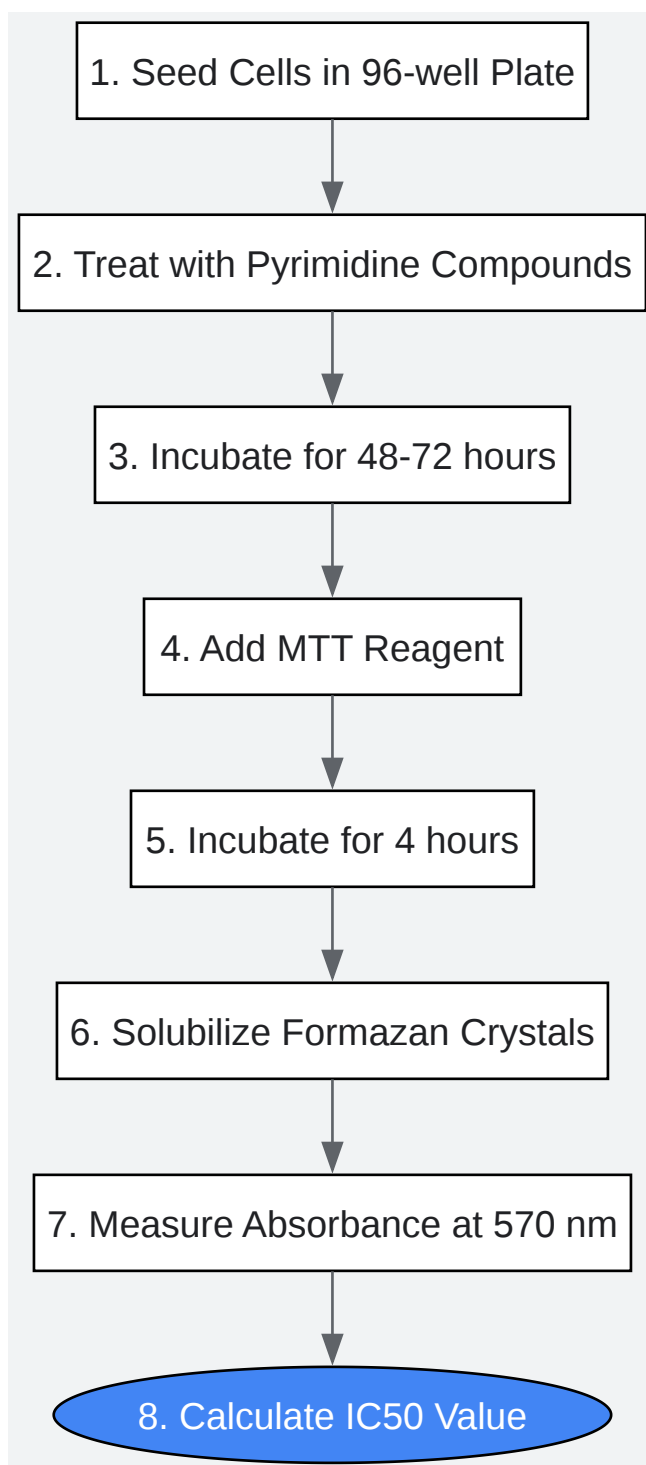 1. Seed Cells in 96-well Plate
2. Treat with Pyrimidine Compounds
3. Incubate for 48-72 hours
4. Add MTT Reagent
5. Incubate for 4 hours
6. Solubilize Formazan Crystals
7. Measure Absorbance at 570 nm
8. Calculate IC50 Value